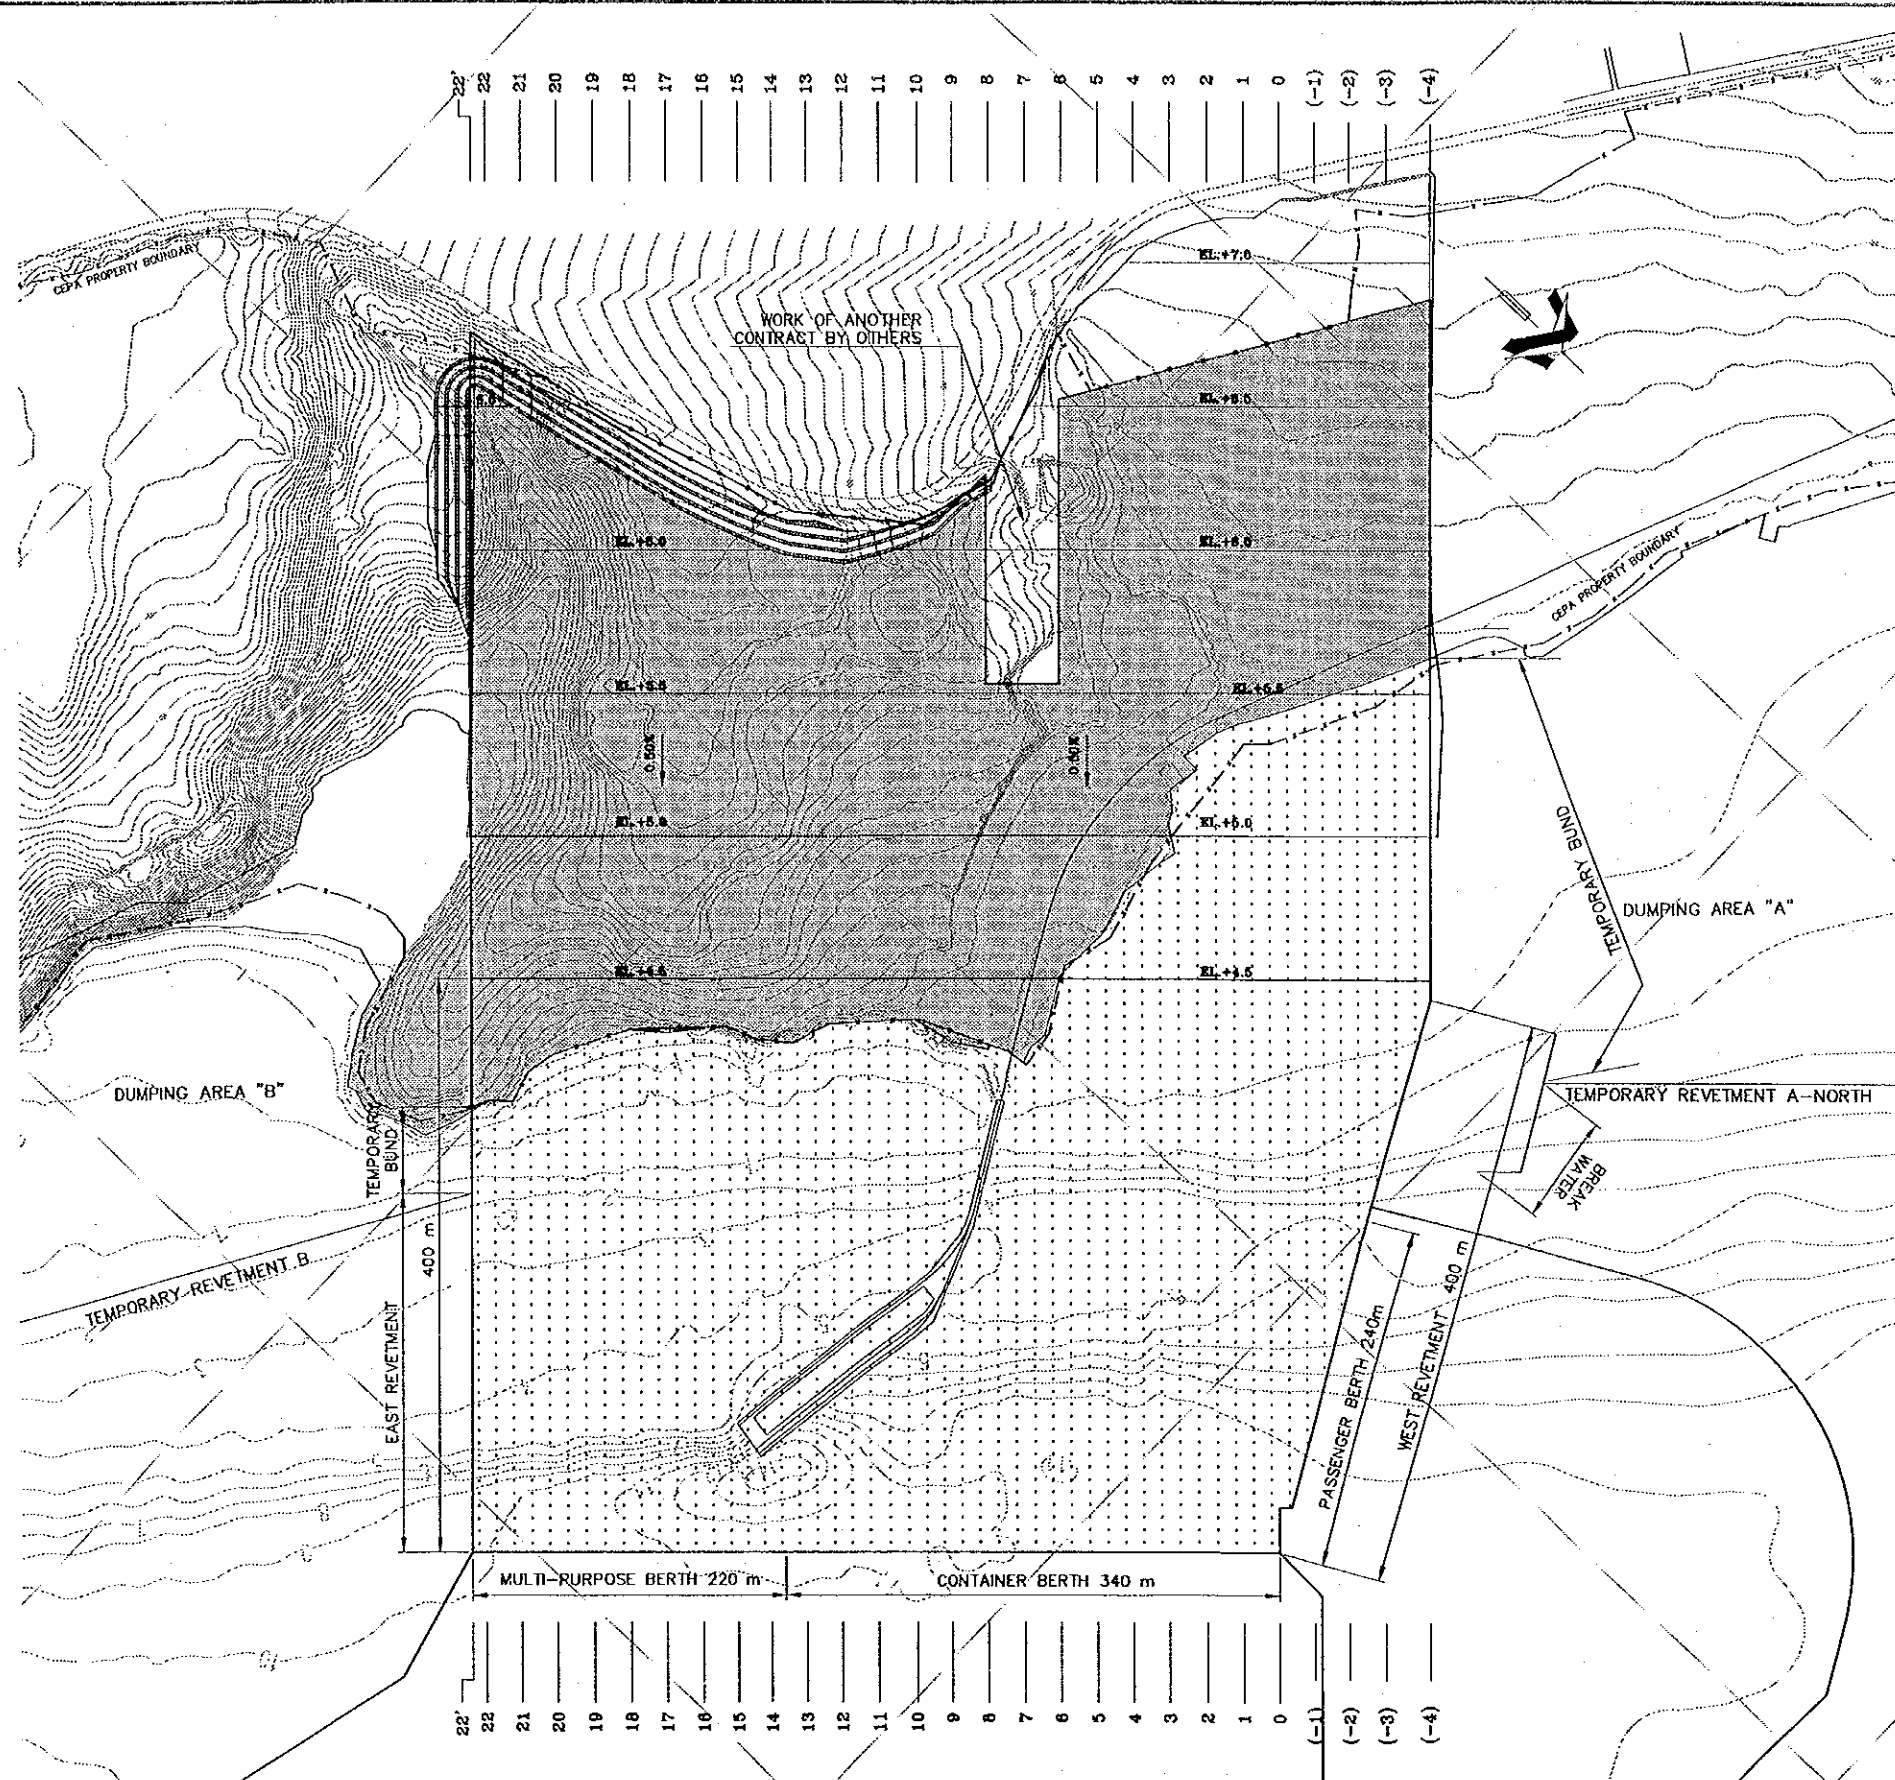 22' 22 21 20 19 18 17 16 15 14 13 12 11 10 9 8 7 6 5 4 3 2 1 0 (-1) (-2) (-3) (-4)
CEPA PROPERTY BOUNDARY
EL.+7.0
WORK OF ANOTHER
CONTRACT BY OTHERS
EL.+6.5
EL.+6.0
EL.+6.0
CEPA PROPERTY BOUNDARY
EL.+5.5
EL.+5.5
0.50%
0.50%
EL.+5.0
EL.+5.0
TEMPORARY BUND
DUMPING AREA "A"
EL.+4.5
EL.+4.5
DUMPING AREA "B"
TEMPORARY REVETMENT A-NORTH
TEMPORARY
BUND
BREAK
WATER
400 m
TEMPORARY REVETMENT B
EAST REVETMENT
PASSENGER BERTH 240m
WEST REVETMENT 400 m
MULTI-PURPOSE BERTH 220 m
CONTAINER BERTH 340 m
22' 22 21 20 19 18 17 16 15 14 13 12 11 10 9 8 7 6 5 4 3 2 1 0 (-1) (-2) (-3) (-4)